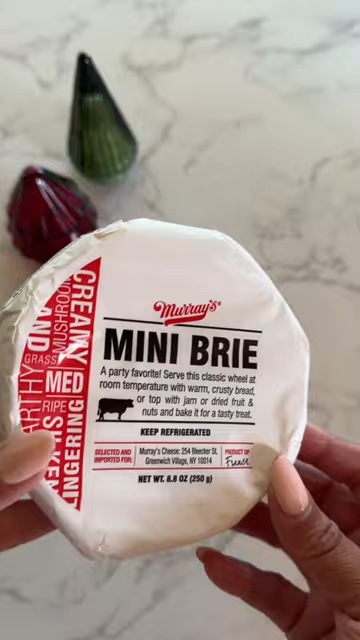 Murray's®
MINI BRIE
A party favorite! Serve this classic wheel at
room temperature with warm, crusty bread,
or top with jam or dried fruit &
nuts and bake it for a tasty treat.
KEEP REFRIGERATED
SELECTED AND
IMPORTED FOR:
Murray's Cheese: 254 Bleecker St.
Greenwich Village, NY 10014
PRODUCT OF
France
NET WT. 8.8 OZ (250 g)
AND
MUSHROO
CREAMY
GRASS
MED
RIPE
LINGERING